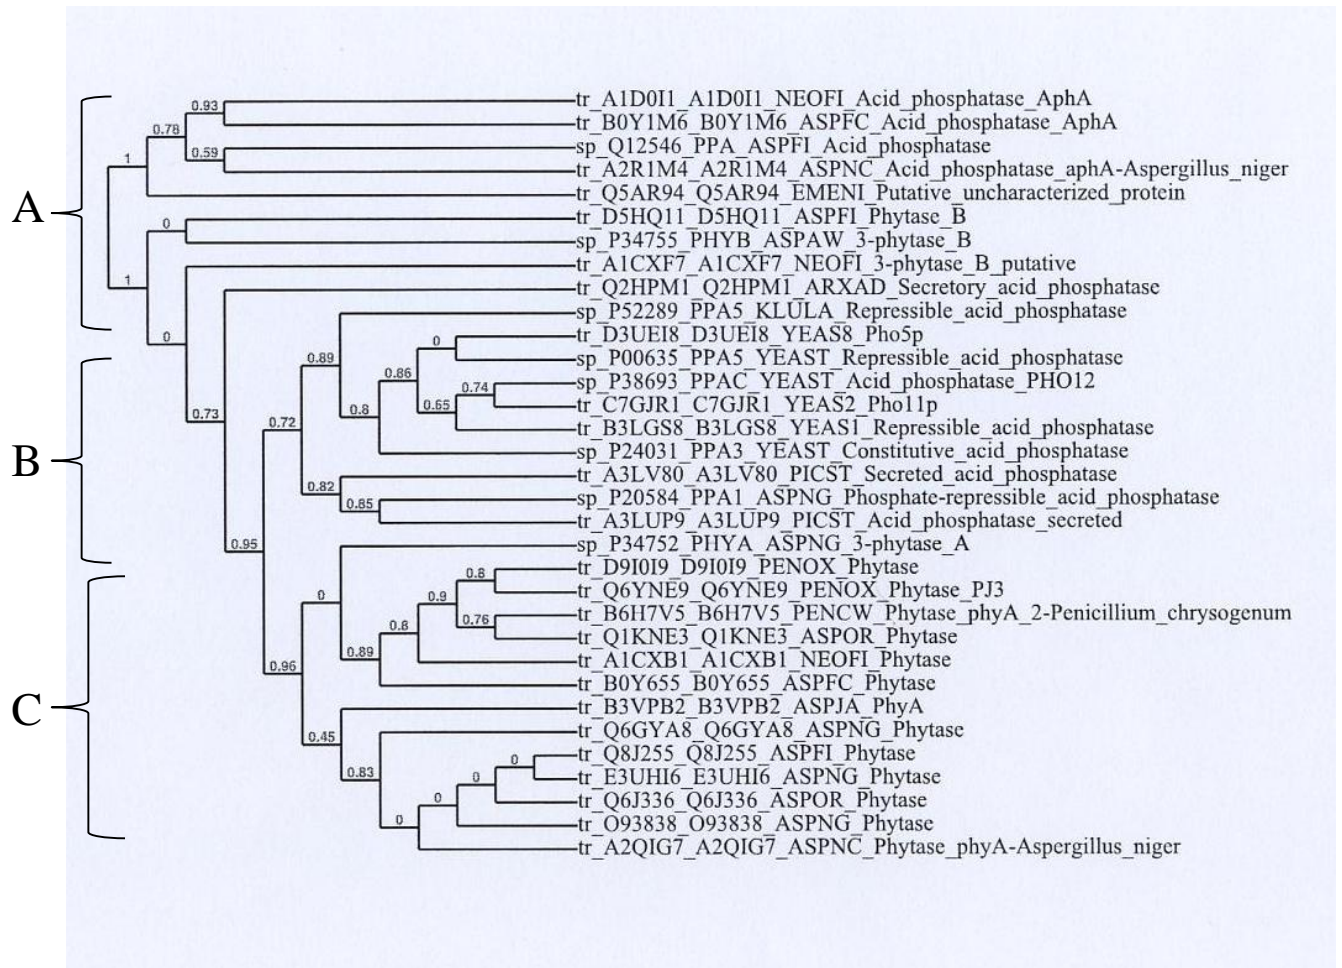 0.93
tr_A1D0I1_A1D0I1_NEOFI_Acid_phosphatase_AphA
0.78
tr_B0Y1M6_B0Y1M6_ASPFC_Acid_phosphatase_AphA
1
0.59
sp_Q12546_PPA_ASPFI_Acid_phosphatase
tr_A2R1M4_A2R1M4_ASPNC_Acid_phosphatase_aphA-Aspergillus_niger
tr_Q5AR94_Q5AR94_EMENI_Putative_uncharacterized_protein
A
0
tr_D5HQ11_D5HQ11_ASPFI_Phytase_B
sp_P34755_PHYB_ASPAW_3-phytase_B
tr_A1CXF7_A1CXF7_NEOFI_3-phytase_B_putative
1
tr_Q2HPM1_Q2HPM1_ARXAD_Secretory_acid_phosphatase
sp_P52289_PPA5_KLULA_Repressible_acid_phosphatase
0
0
tr_D3UEI8_D3UEI8_YEAS8_Pho5p
0.89
sp_P00635_PPA5_YEAST_Repressible_acid_phosphatase
0.86
0.74
sp_P38693_PPAC_YEAST_Acid_phosphatase_PHO12
0.73
0.8
0.65
tr_C7GJR1_C7GJR1_YEAS2_Pho11p
0.72
tr_B3LGS8_B3LGS8_YEAS1_Repressible_acid_phosphatase
sp_P24031_PPA3_YEAST_Constitutive_acid_phosphatase
B
tr_A3LV80_A3LV80_PICST_Secreted_acid_phosphatase
0.82
0.85
sp_P20584_PPA1_ASPNG_Phosphate-repressible_acid_phosphatase
tr_A3LUP9_A3LUP9_PICST_Acid_phosphatase_secreted
0.95
sp_P34752_PHYA_ASPNG_3-phytase_A
0.8
tr_D9I0I9_D9I0I9_PENOX_Phytase
0
0.9
tr_Q6YNE9_Q6YNE9_PENOX_Phytase_PJ3
0.8
0.76
tr_B6H7V5_B6H7V5_PENCW_Phytase_phyA_2-Penicillium_chrysogenum
tr_Q1KNE3_Q1KNE3_ASPOR_Phytase
0.96
0.89
tr_A1CXB1_A1CXB1_NEOFI_Phytase
tr_B0Y655_B0Y655_ASPFC_Phytase
C
tr_B3VPB2_B3VPB2_ASPJA_PhyA
0.45
tr_Q6GYA8_Q6GYA8_ASPNG_Phytase
0.83
0
tr_Q8J255_Q8J255_ASPFI_Phytase
0
tr_E3UHI6_E3UHI6_ASPNG_Phytase
0
tr_Q6J336_Q6J336_ASPOR_Phytase
0
tr_O93838_O93838_ASPNG_Phytase
tr_A2QIG7_A2QIG7_ASPNC_Phytase_phyA-Aspergillus_niger